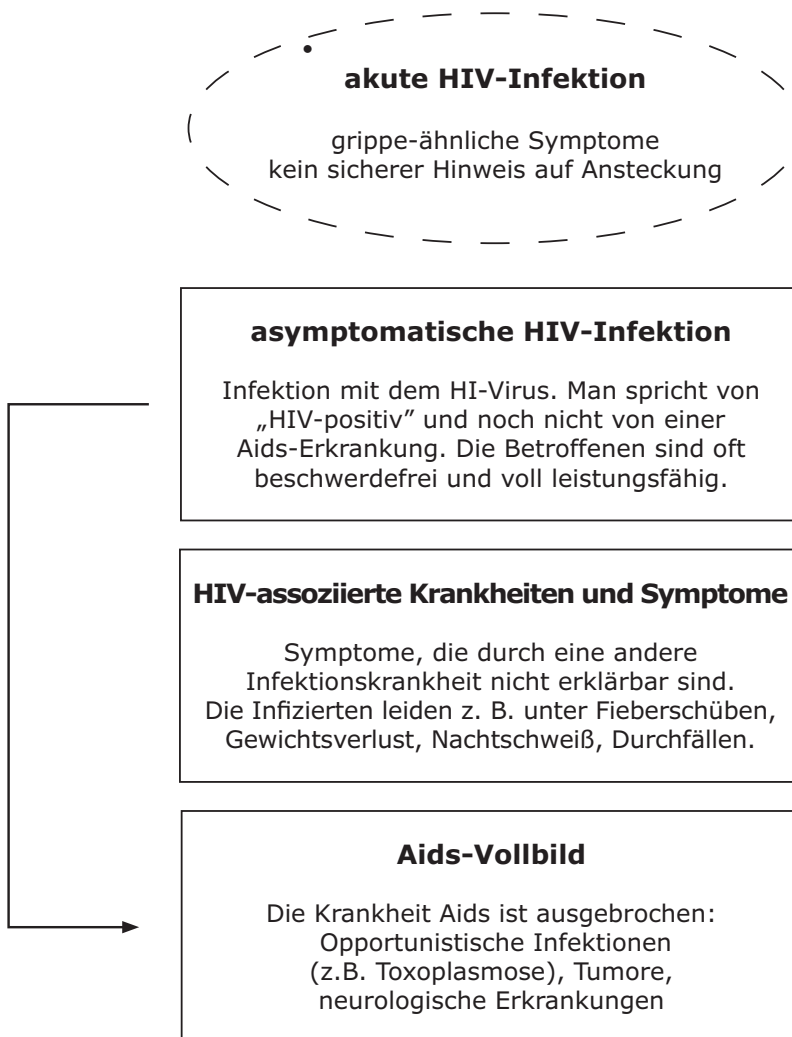 akute HIV-Infektion
grippe-ähnliche Symptome
kein sicherer Hinweis auf Ansteckung
asymptomatische HIV-Infektion
Infektion mit dem HI-Virus. Man spricht von
„HIV-positiv” und noch nicht von einer
Aids-Erkrankung. Die Betroffenen sind oft
beschwerdefrei und voll leistungsfähig.
HIV-assoziierte Krankheiten und Symptome
Symptome, die durch eine andere
Infektionskrankheit nicht erklärbar sind.
Die Infizierten leiden z. B. unter Fieberschüben,
Gewichtsverlust, Nachtschweiß, Durchfällen.
Aids-Vollbild
Die Krankheit Aids ist ausgebrochen:
Opportunistische Infektionen
(z.B. Toxoplasmose), Tumore,
neurologische Erkrankungen